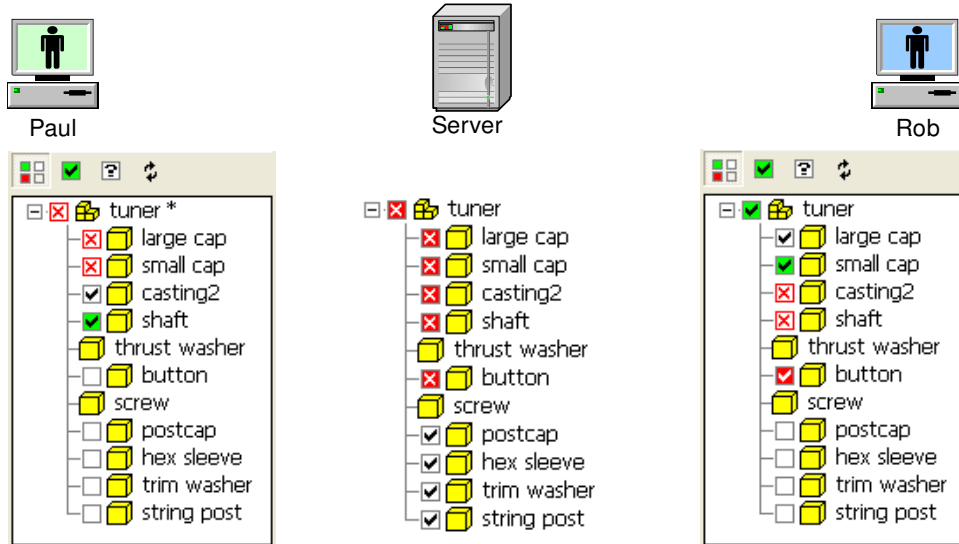 Paul
Server
Rob
tuner *
large cap
small cap
casting2
shaft
thrust washer
button
screw
postcap
hex sleeve
trim washer
string post
tuner
large cap
small cap
casting2
shaft
thrust washer
button
screw
postcap
hex sleeve
trim washer
string post
tuner
large cap
small cap
casting2
shaft
thrust washer
button
screw
postcap
hex sleeve
trim washer
string post